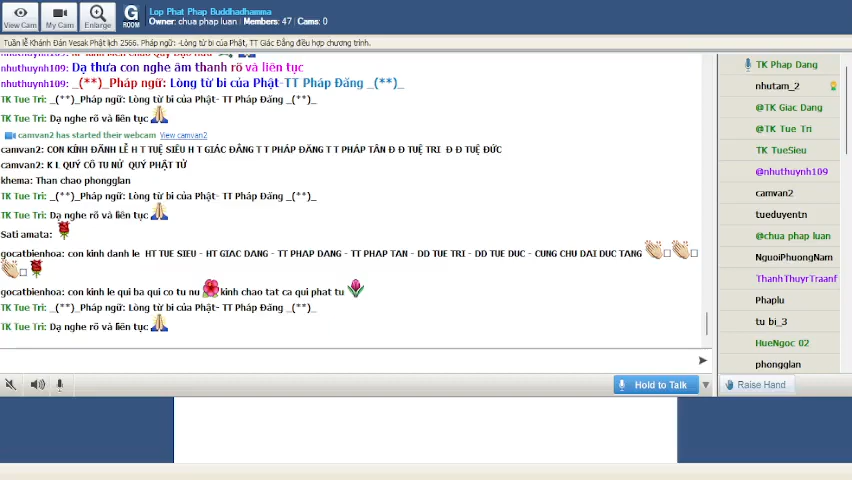 View Cam
My Cam
Enlarge
G
ROOM
Lop Phat Phap Buddhadhamma
Owner: chua phap luan / Members: 47 / Cams: 0
Tuần lễ Khánh Đản Vesak Phật lịch 2566. Pháp ngữ: -Lòng từ bi của Phật, TT Giác Đẳng điều hợp chương trình.
nhuthuynh109: Dạ thưa con nghe âm thanh rõ và liên tục
nhuthuynh109: _(**)_Pháp ngữ: Lòng từ bi của Phật-TT Pháp Đăng _(**)_
TK Tue Tri: _(**)_Pháp ngữ: Lòng từ bi của Phật- TT Pháp Đăng _(**)_
TK Tue Tri: Dạ nghe rõ và liên tục
camvan2 has started their webcam View camvan2
camvan2: CON KÍNH ĐÃNH LỄ H T TUỆ SIÊU H T GIÁC ĐẲNG T T PHÁP ĐĂNG T T PHÁP TÂN Đ Đ TUỆ TRI Đ Đ TUỆ ĐỨC
camvan2: K L QUÝ CÔ TU NỬ QUÝ PHẬT TỬ
khema: Than chao phongglan
TK Tue Tri: _(**)_Pháp ngữ: Lòng từ bi của Phật- TT Pháp Đăng _(**)_
TK Tue Tri: Dạ nghe rõ và liên tục
Sati amata:
gocatbienhoa: con kinh danh le HT TUE SIEU - HT GIAC DANG - TT PHAP DANG - TT PHAP TAN - DD TUE TRI - DD TUE DUC - CUNG CHU DAI DUC TANG
gocatbienhoa: con kinh le qui ba qui co tu nu kinh chao tat ca qui phat tu
TK Tue Tri: _(**)_Pháp ngữ: Lòng từ bi của Phật- TT Pháp Đăng _(**)_
TK Tue Tri: Dạ nghe rõ và liên tục
Hold to Talk
TK Phap Dang
nhutam_2
@TK Giac Dang
@TK Tue Tri
TK TueSieu
@nhuthuynh109
camvan2
tueduyentn
@chua phap luan
NguoiPhuongNam
ThanhThuyrTraanf
Phaplu
tu bi_3
HueNgoc 02
phongglan
Raise Hand